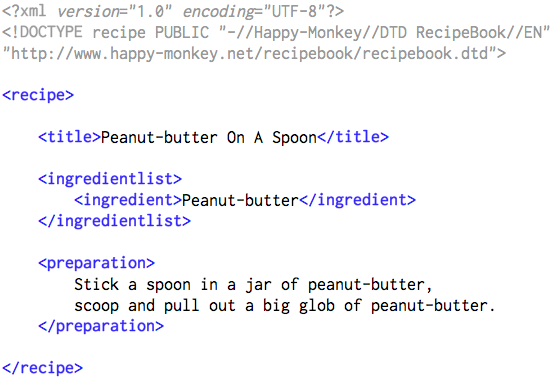 <?xml version="1.0" encoding="UTF-8"?>
<!DOCTYPE recipe PUBLIC "-//Happy-Monkey//DTD RecipeBook//EN"
"http://www.happy-monkey.net/recipebook/recipebook.dtd">
<recipe>
<title>Peanut-butter On A Spoon</title>
<ingredientlist>
<ingredient>Peanut-butter</ingredient>
</ingredientlist>
<preparation>
Stick a spoon in a jar of peanut-butter,
scoop and pull out a big glob of peanut-butter.
</preparation>
</recipe>